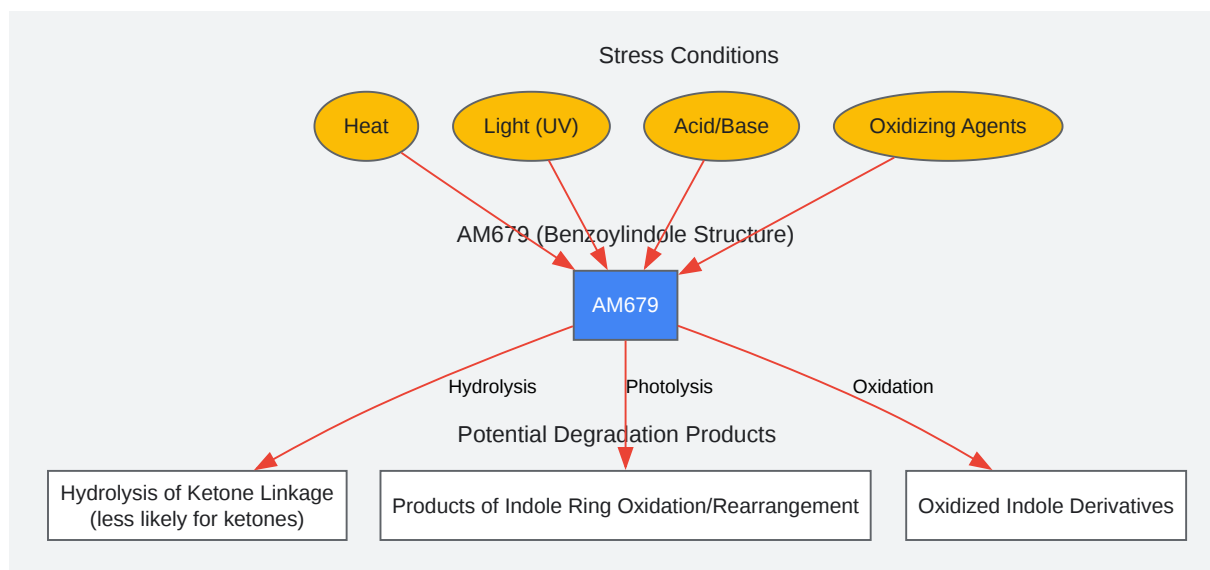 Stress Conditions
Heat
Light (UV)
Acid/Base
Oxidizing Agents
AM679 (Benzoylindole Structure)
AM679
Hydrolysis
Photolysis
Oxidation
Potential Degradation Products
Hydrolysis of Ketone Linkage
(less likely for ketones)
Products of Indole Ring Oxidation/Rearrangement
Oxidized Indole Derivatives